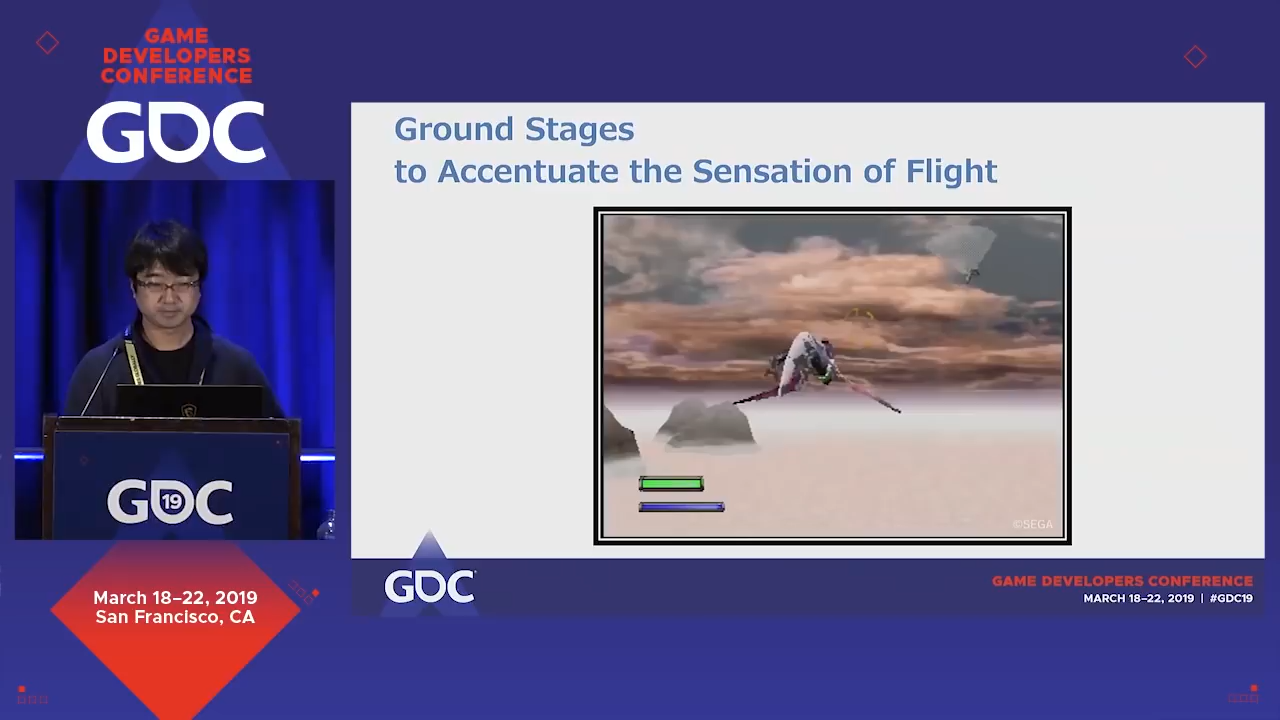 GAME
DEVELOPERS
CONFERENCE
GDC
Ground Stages
to Accentuate the Sensation of Flight
©SEGA
GDC
19
March 18–22, 2019
San Francisco, CA
GDC
GAME DEVELOPERS CONFERENCE
MARCH 18–22, 2019 | #GDC19